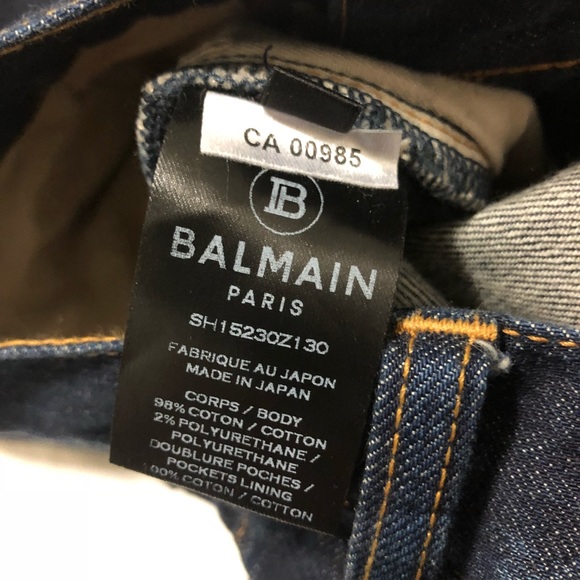 CA 00985
B
BALMAIN
PARIS
SH15230Z130
FABRIQUE AU JAPON
MADE IN JAPAN
CORPS / BODY
98% COTON / COTTON
2% POLYURETHANE /
POLYURETHANE
DOUBLURE POCHES /
POCKETS LINING
100% COTON / COTTON